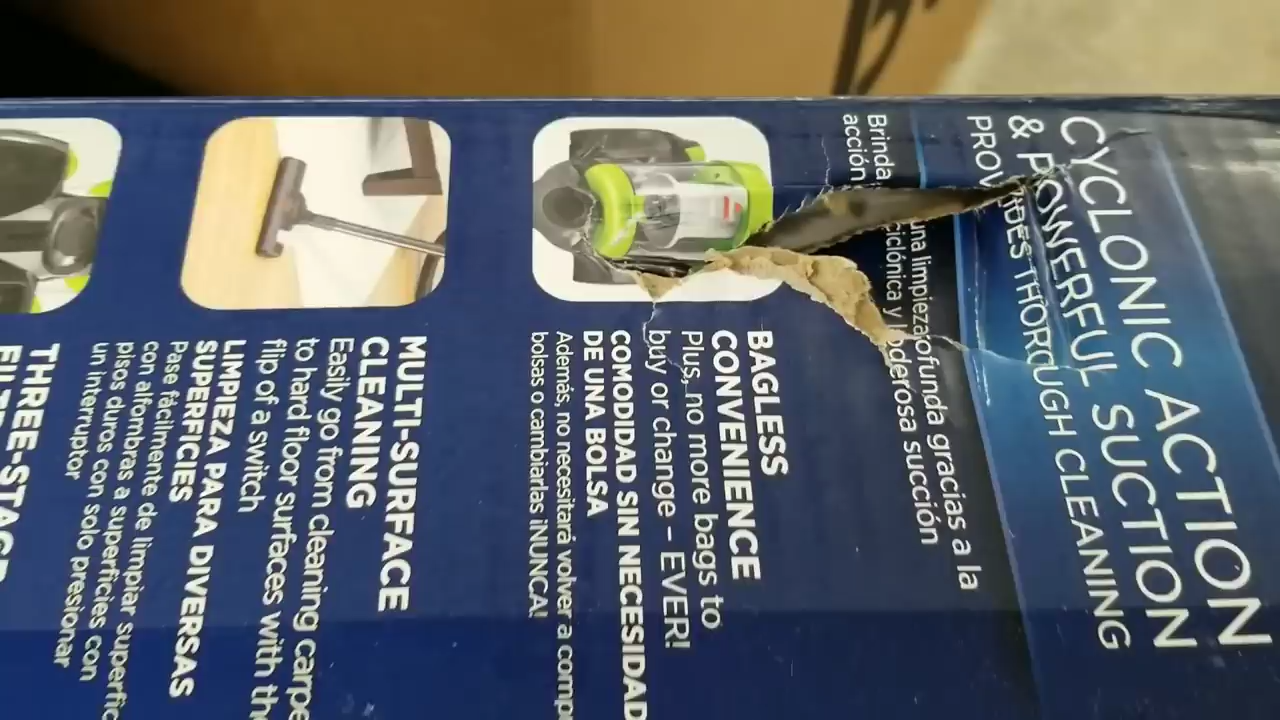 CYCLONIC ACTION
& POWERFUL SUCTION
PROVIDES THOROUGH CLEANING
Brinda una limpieza ofunda gracias a la
acción ciclónica y oderosa succión
BAGLESS
CONVENIENCE
Plus, no more bags to
buy or change – EVER!
COMODIDAD SIN NECESIDAD
DE UNA BOLSA
Además, no necesitará volver a comp
bolsas o cambiarlas ¡NUNCA!
MULTI-SURFACE
CLEANING
Easily go from cleaning carpe
to hard floor surfaces with the
flip of a switch
LIMPIEZA PARA DIVERSAS
SUPERFICIES
Pase fácilmente de limpiar superfic
con alfombras a superficies con
pisos duros con solo presionar
un interruptor
THREE-STAGE